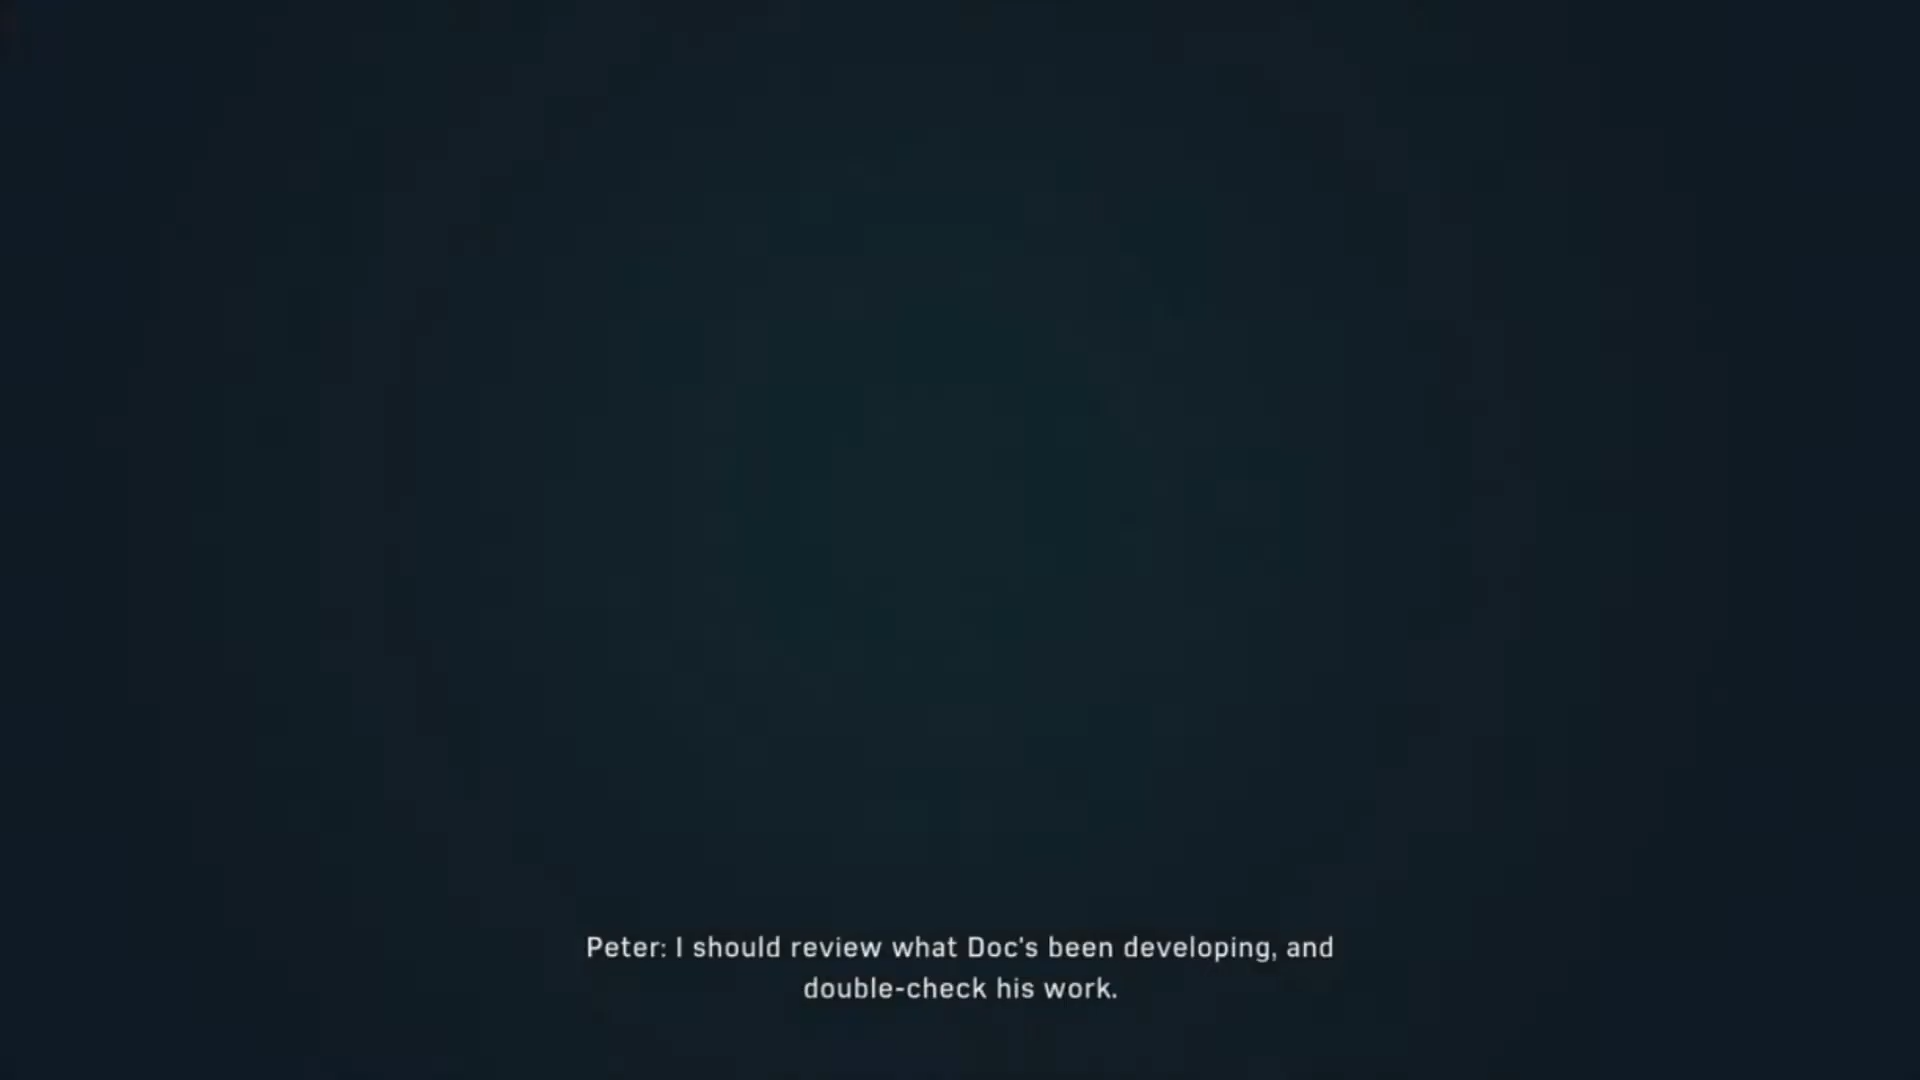 Peter: I should review what Doc's been developing, and
double-check his work.